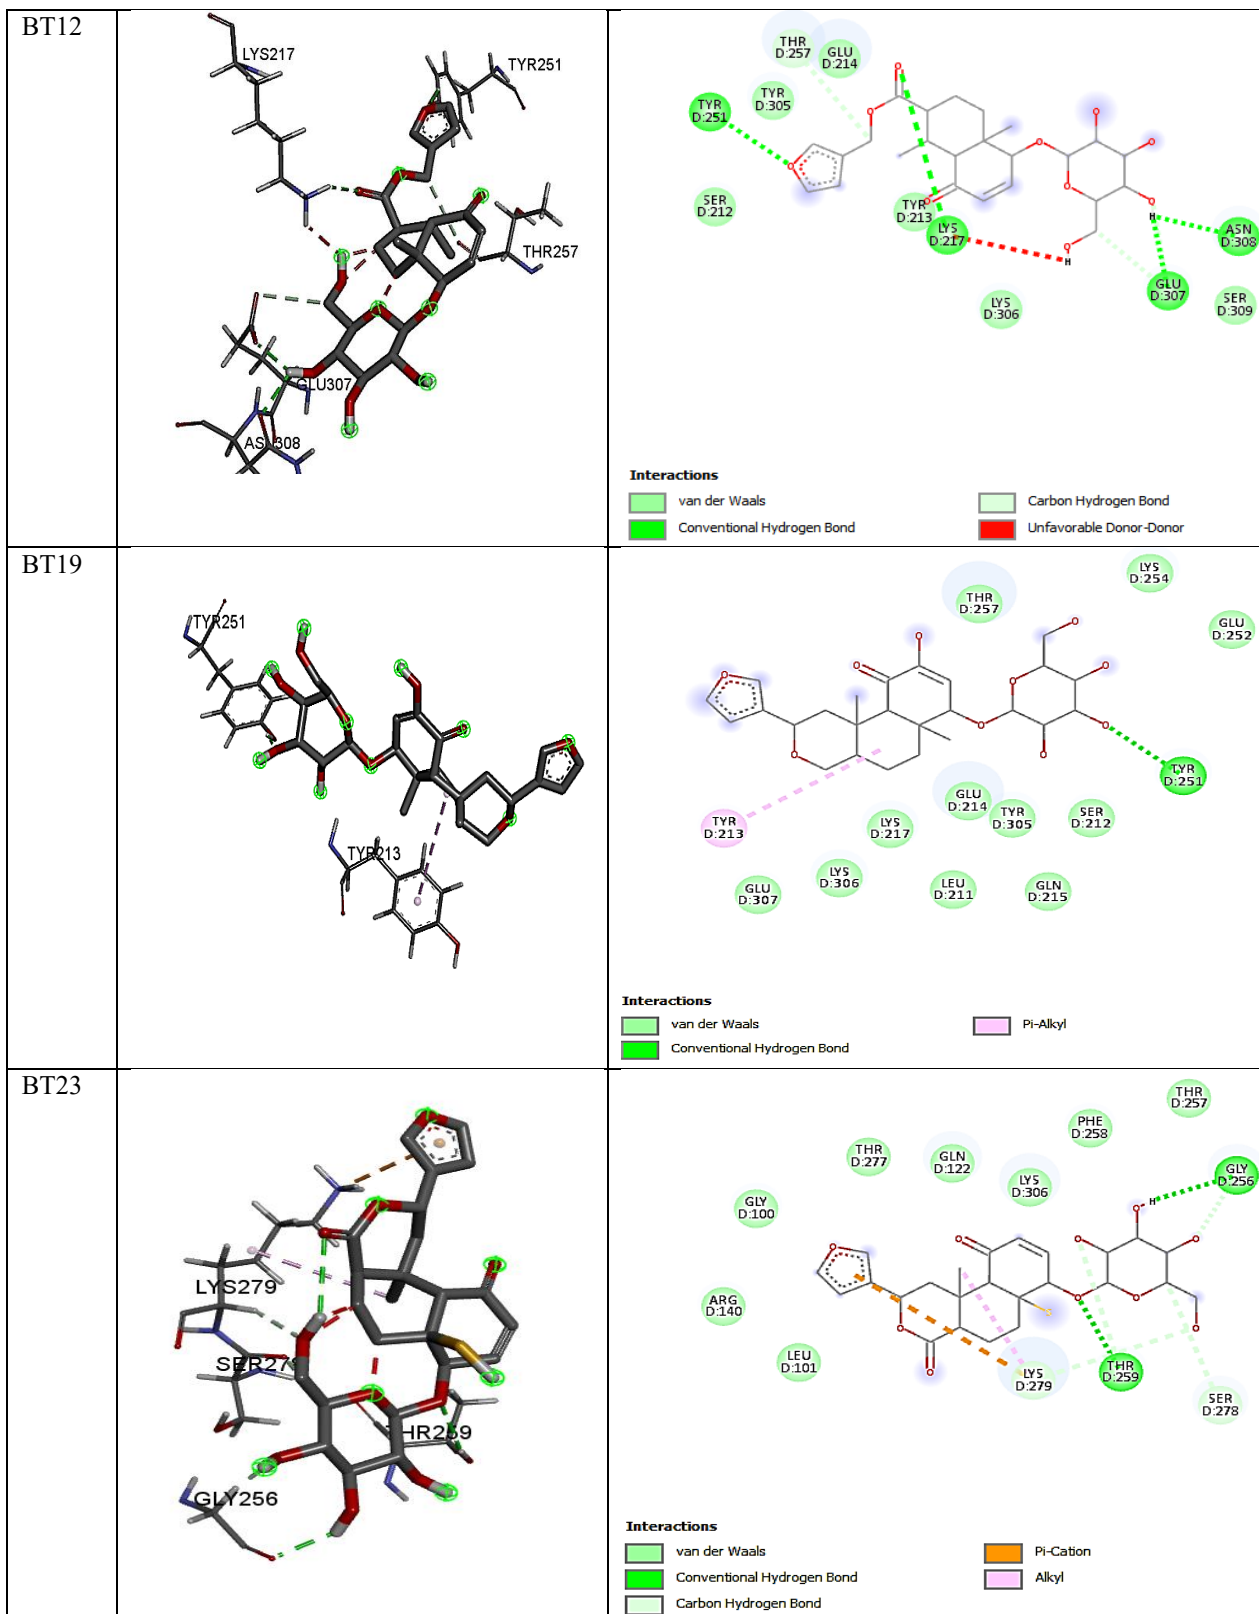 BT12
LYS217
TYR251
THR257
GLU307
ASN308
THR
D:257
GLU
D:214
TYR
D:305
TYR
D:251
SER
D:212
TYR
D:213
LYS
D:217
ASN
D:308
GLU
D:307
SER
D:309
LYS
D:306
O
O
O
O
O
O
O
O
O
O
H
O
H
Interactions
van der Waals
Conventional Hydrogen Bond
Carbon Hydrogen Bond
Unfavorable Donor-Donor
BT19
TYR251
TYR213
LYS
D:254
THR
D:257
GLU
D:252
TYR
D:251
TYR
D:213
GLU
D:214
TYR
D:305
SER
D:212
LYS
D:217
LYS
D:306
GLU
D:307
LEU
D:211
GLN
D:215
O
O
O
O
O
O
O
O
O
O
Interactions
van der Waals
Conventional Hydrogen Bond
Pi-Alkyl
BT23
LYS279
THR259
GLY256
THR
D:257
PHE
D:258
THR
D:277
GLN
D:122
LYS
D:306
GLY
D:256
GLY
D:100
ARG
D:140
LEU
D:101
LYS
D:279
THR
D:259
SER
D:278
O
H
O
O
O
O
O
O
O
O
O
Interactions
van der Waals
Conventional Hydrogen Bond
Carbon Hydrogen Bond
Pi-Cation
Alkyl